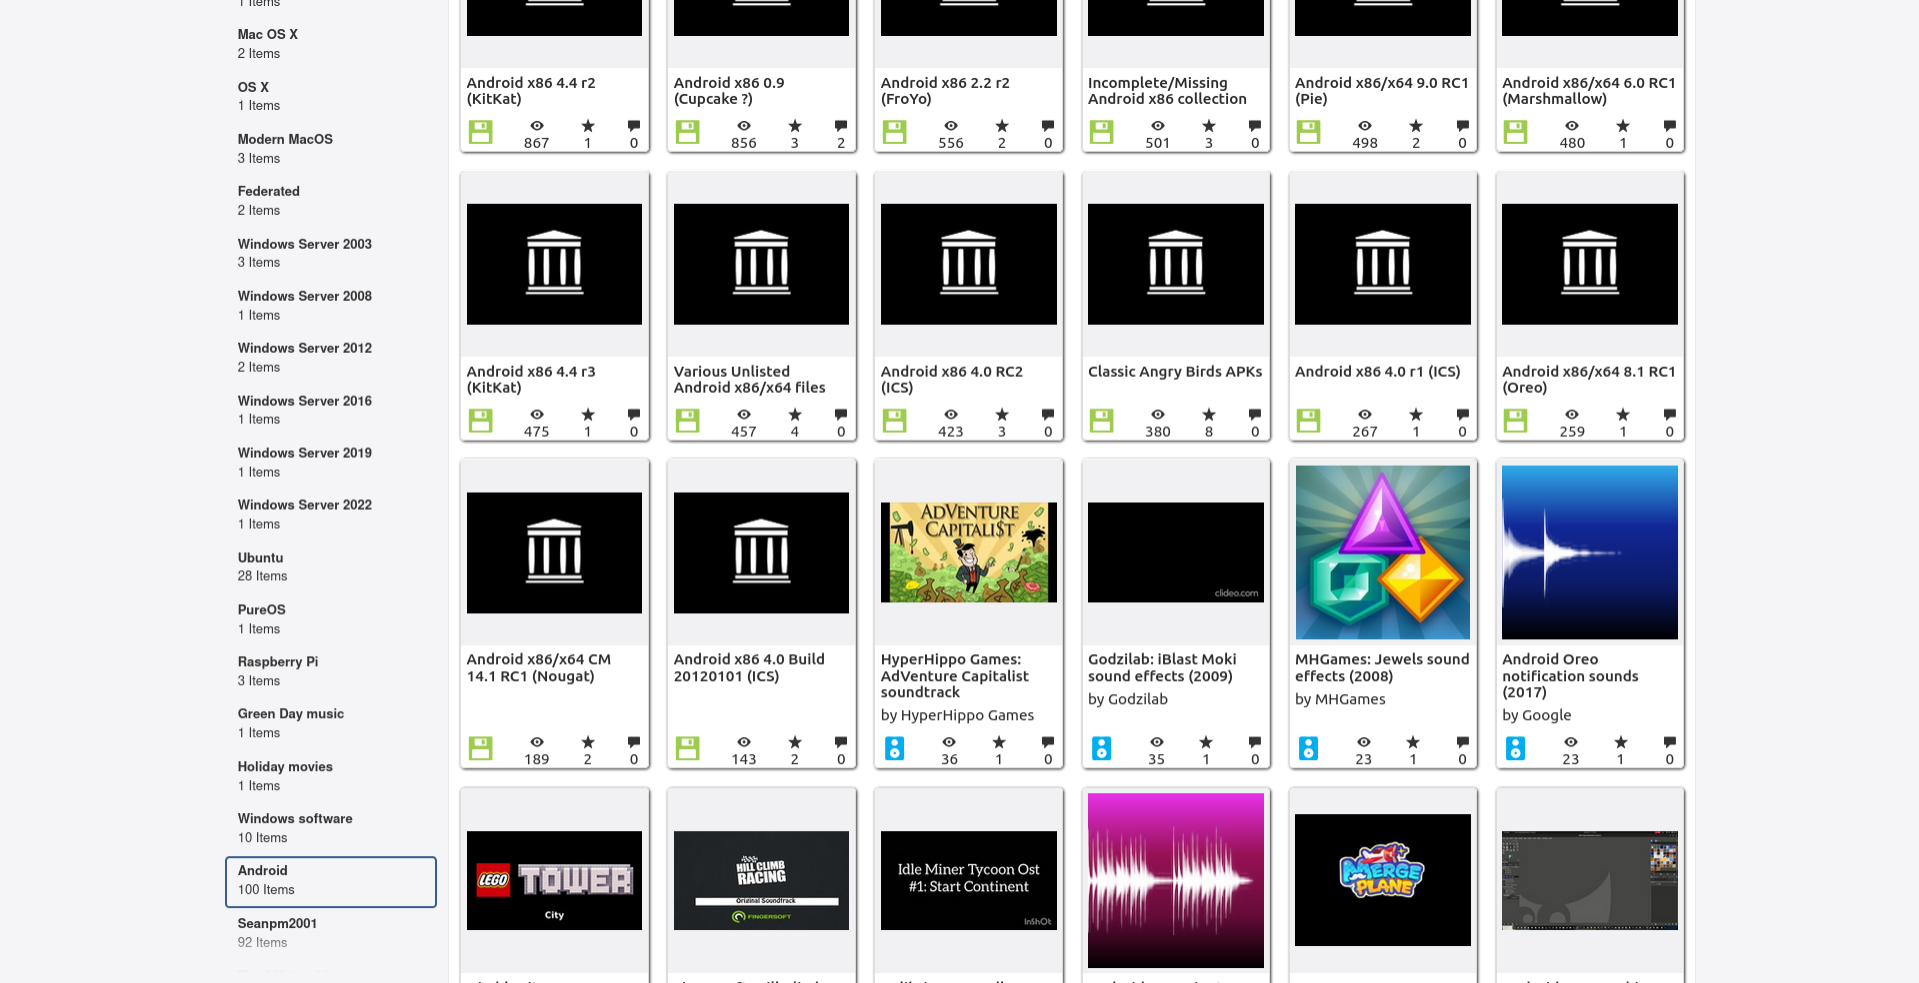 1 Items
Mac OS X
2 Items
OS X
1 Items
Modern MacOS
3 Items
Federated
2 Items
Windows Server 2003
3 Items
Windows Server 2008
1 Items
Windows Server 2012
2 Items
Windows Server 2016
1 Items
Windows Server 2019
1 Items
Windows Server 2022
1 Items
Ubuntu
28 Items
PureOS
1 Items
Raspberry Pi
3 Items
Green Day music
1 Items
Holiday movies
1 Items
Windows software
10 Items
Android
100 Items
Seanpm2001
92 Items
Android x86 4.4 r2
(KitKat)
867 1 0
Android x86 0.9
(Cupcake ?)
856 3 2
Android x86 2.2 r2
(FroYo)
556 2 0
Incomplete/Missing
Android x86 collection
501 3 0
Android x86/x64 9.0 RC1
(Pie)
498 2 0
Android x86/x64 6.0 RC1
(Marshmallow)
480 1 0
Android x86 4.4 r3
(KitKat)
475 1 0
Various Unlisted
Android x86/x64 files
457 4 0
Android x86 4.0 RC2
(ICS)
423 3 0
Classic Angry Birds APKs
380 8 0
Android x86 4.0 r1 (ICS)
267 1 0
Android x86/x64 8.1 RC1
(Oreo)
259 1 0
Android x86/x64 CM
14.1 RC1 (Nougat)
189 2 0
Android x86 4.0 Build
20120101 (ICS)
143 2 0
ADVENTURE
CAPITALI$T
HyperHippo Games:
AdVenture Capitalist
soundtrack
by HyperHippo Games
36 1 0
clideo.com
Godzilab: iBlast Moki
sound effects (2009)
by Godzilab
35 1 0
MHGames: Jewels sound
effects (2008)
by MHGames
23 1 0
Android Oreo
notification sounds
(2017)
by Google
23 1 0
LEGO TOWER
City
HILL CLIMB
RACING
Original Soundtrack
FINGERSOFT
Idle Miner Tycoon Ost
#1: Start Continent
InShOt
MERGE
PLANE